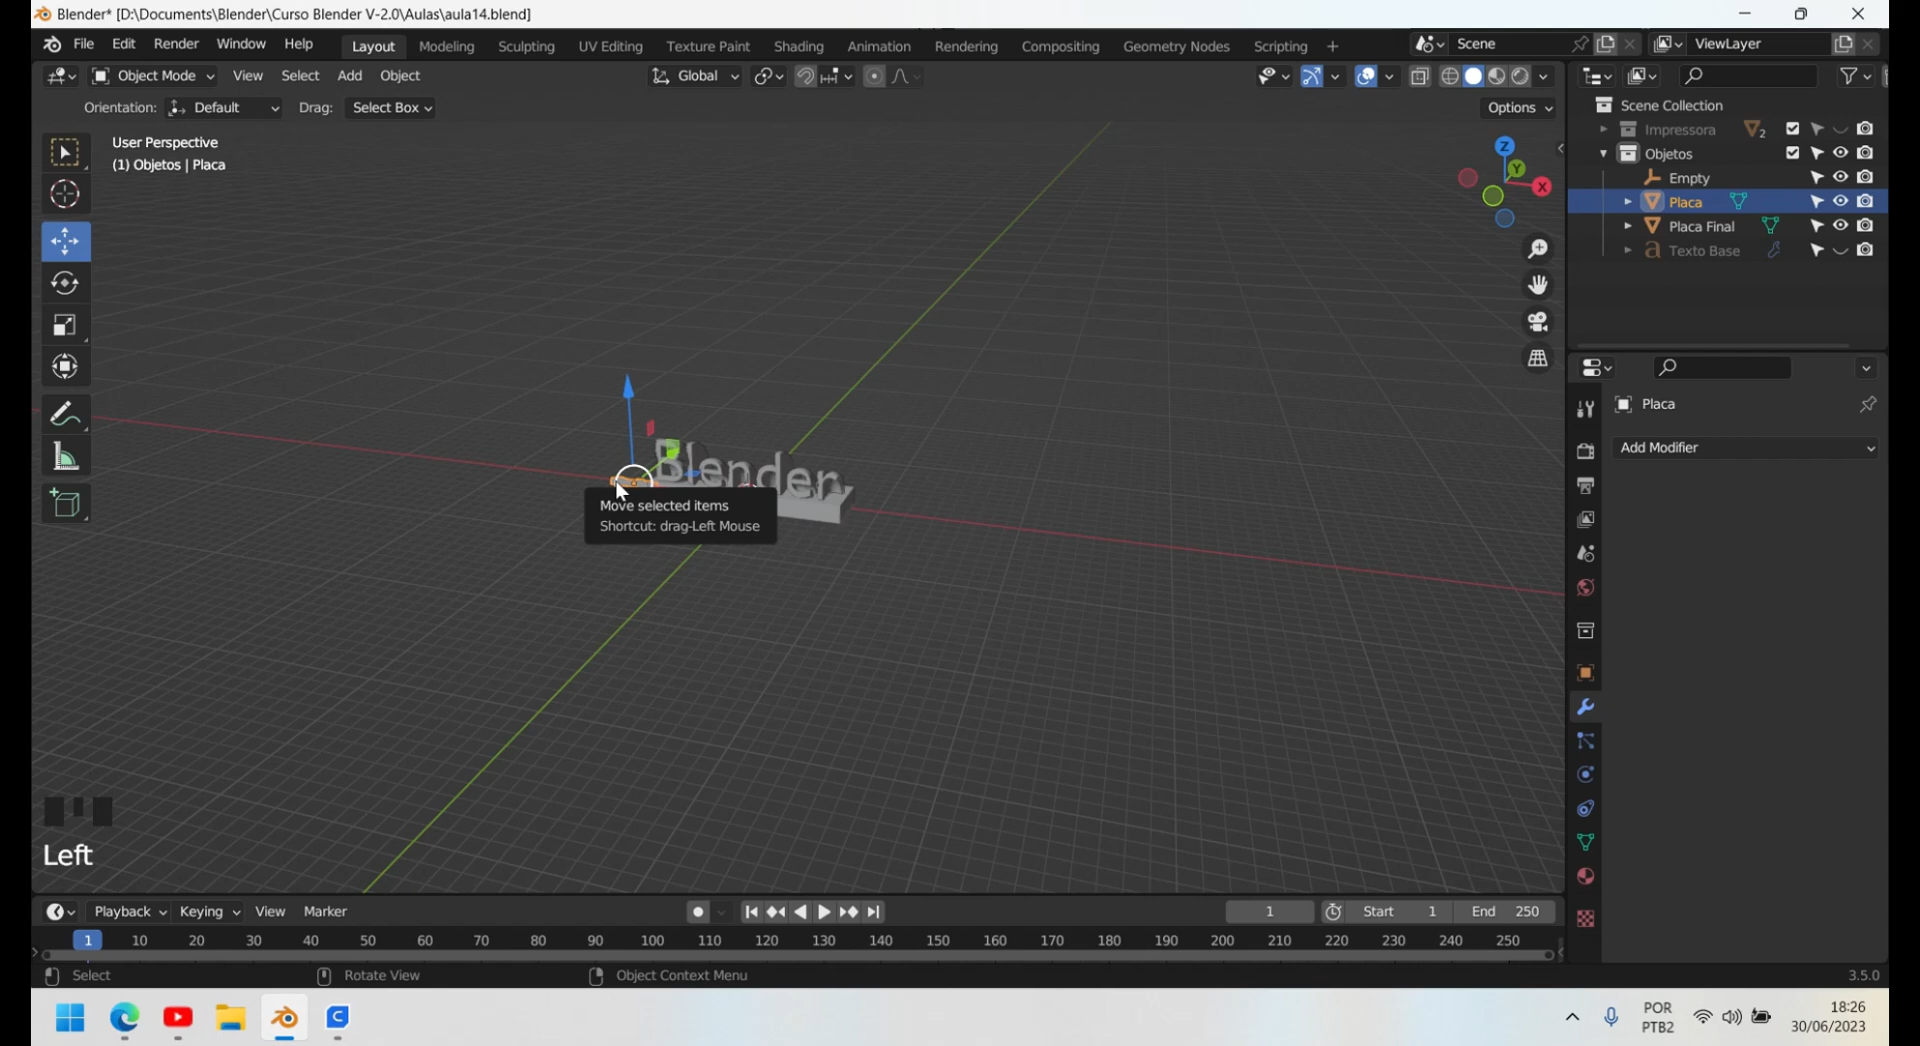 Blender* [D:\Documents\Blender\Curso Blender V-2.0\Aulas\aula14.blend]
File Edit Render Window Help Layout Modeling Sculpting UV Editing Texture Paint Shading Animation Rendering Compositing Geometry Nodes Scripting + Scene ViewLayer
Object Mode View Select Add Object Global
Orientation: Default Drag: Select Box Options
User Perspective
(1) Objetos | Placa
Z
Y
X
Scene Collection
Impressora 2
Objetos
Empty
Placa
Placa Final
Texto Base
Placa
Add Modifier
Blender
Move selected items
Shortcut: drag-Left Mouse
Left
Playback Keying View Marker 1 Start 1 End 250
1 10 20 30 40 50 60 70 80 90 100 110 120 130 140 150 160 170 180 190 200 210 220 230 240 250
Select Rotate View Object Context Menu 3.5.0
POR
PTB2
18:26
30/06/2023